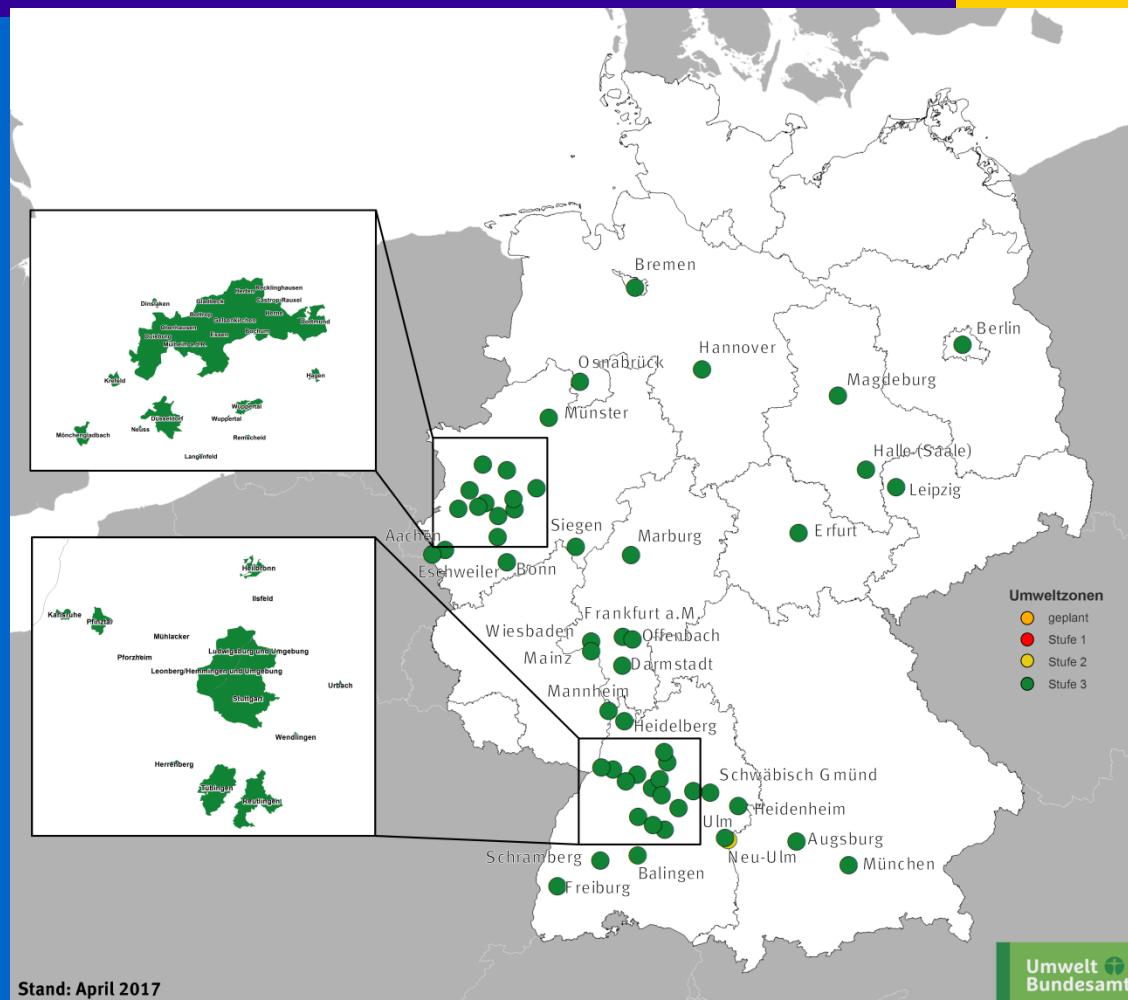 Bremen
Berlin
Hannover
Osnabrück
Magdeburg
Münster
Halle (Saale)
Leipzig
Siegen
Marburg
Erfurt
Aachen
Eschweiler
Bonn
Frankfurt a.M.
Wiesbaden
Offenbach
Mainz
Darmstadt
Mannheim
Heidelberg
Schwäbisch Gmünd
Heidenheim
Ulm
Neu-Ulm
Augsburg
München
Schramberg
Balingen
Freiburg
Recklinghausen
Herten
Dinslaken
Gladbeck
Castrop-Rauxel
Bottrop
Herne
Gelsenkirchen
Dortmund
Oberhausen
Essen
Bochum
Duisburg
Mülheim a.d.R.
Krefeld
Hagen
Wuppertal
Düsseldorf
Wuppertal
Neuss
Mönchengladbach
Remscheid
Langenfeld
Heilbronn
Ilsfeld
Karlsruhe
Pfinztal
Mühlacker
Ludwigsburg und Umgebung
Pforzheim
Leonberg/Hemmingen und Umgebung
Urbach
Stuttgart
Wendlingen
Herrenberg
Tübingen
Reutlingen
Umweltzonen
geplant
Stufe 1
Stufe 2
Stufe 3
Stand: April 2017
Umwelt
Bundesamt